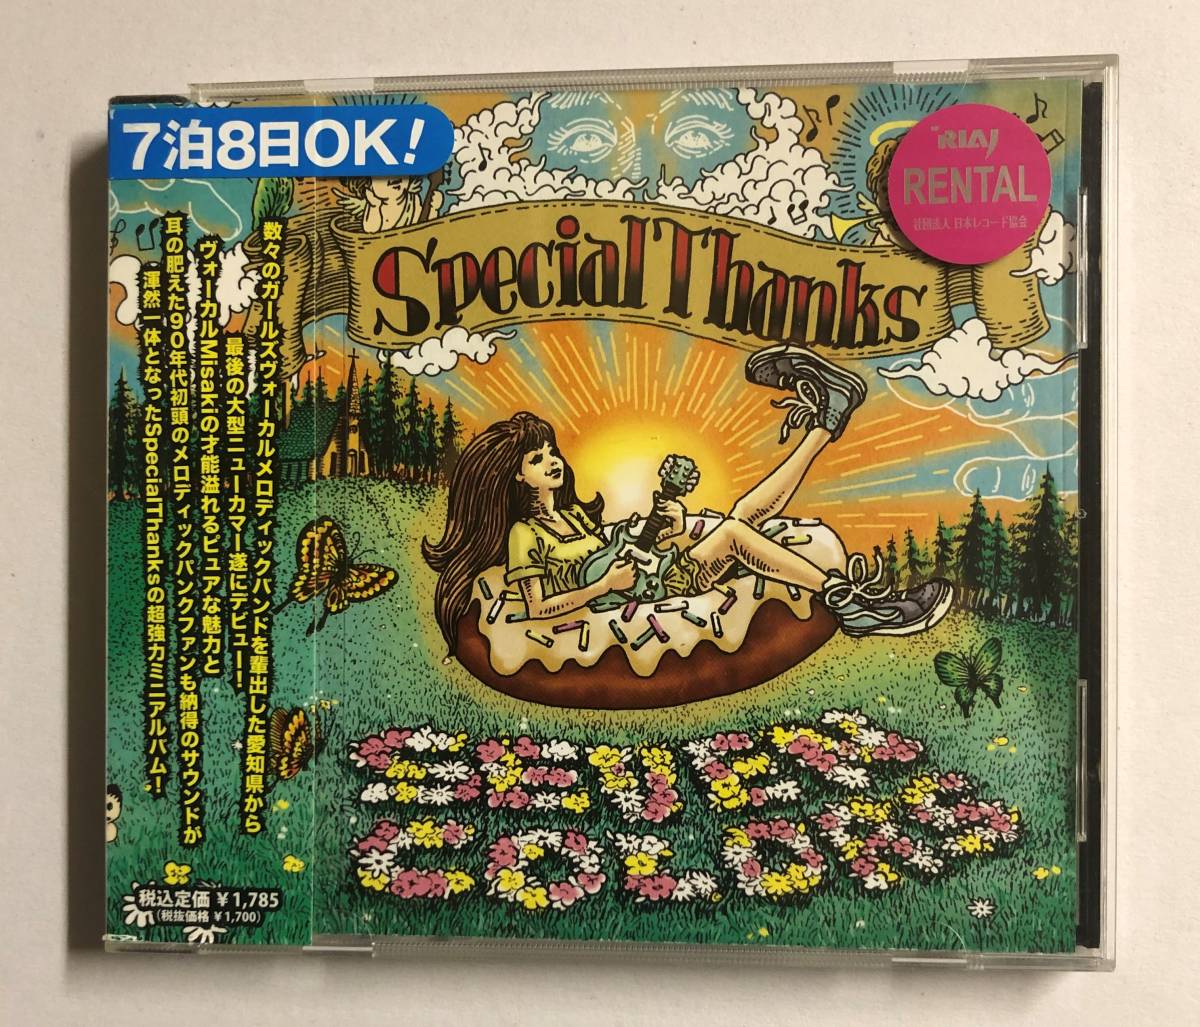 7泊8日OK!
RIAJ
RENTAL
社団法人 日本レコード協会
Special Thanks
数々のガールズヴォーカルメロディックバンドを輩出した愛知県から
最後の大型ニューカマー遂にデビュー!
ヴォーカルMisakiの才能溢れるピュアな魅力と
耳の肥えた90年代初頭のメロディックパンクファンも納得のサウンドが
渾然一体となったSpecialThanksの超強力ミニアルバム!
SEVEN
COLORS
税込定価 ¥1,785
(税抜価格 ¥1,700)